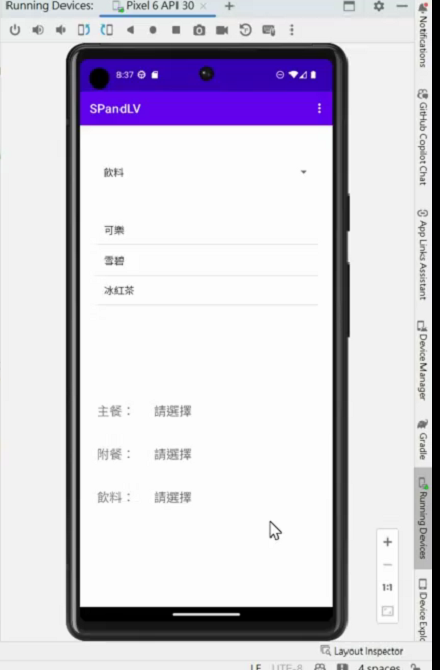 Running Devices: Pixel 6 API 30
8:37
SPandLV
飲料
可樂
雪碧
冰紅茶
主餐： 請選擇
附餐： 請選擇
飲料： 請選擇
1:1
Notifications
GitHub Copilot Chat
App Links Assistant
Device Manager
Gradle
Running Devices
Device Explo
Layout Inspector
LF UTF-8 4 spaces